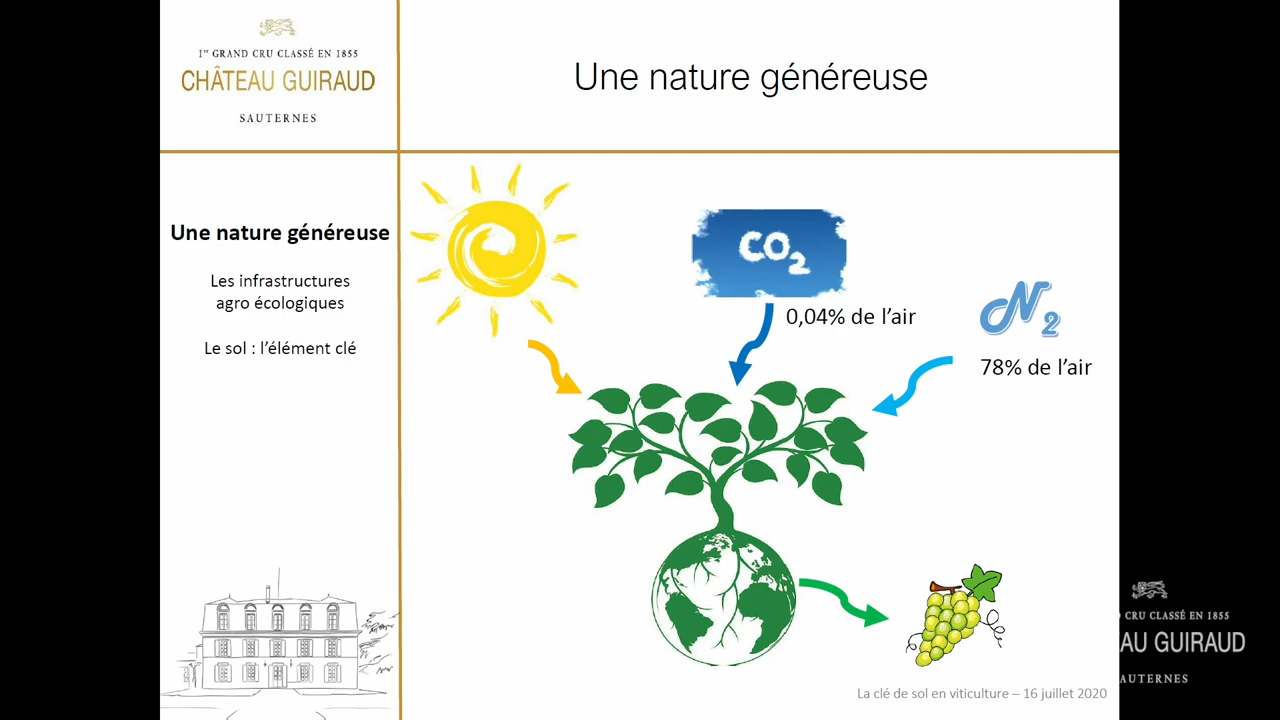 1er GRAND CRU CLASSÉ EN 1855
CHÂTEAU GUIRAUD
SAUTERNES
Une nature généreuse
Une nature généreuse
Les infrastructures
agro écologiques
Le sol : l’élément clé
CO2
0,04% de l’air
N2
78% de l’air
La clé de sol en viticulture – 16 juillet 2020
CRU CLASSÉ EN 1855
AU GUIRAUD
AUTERNES